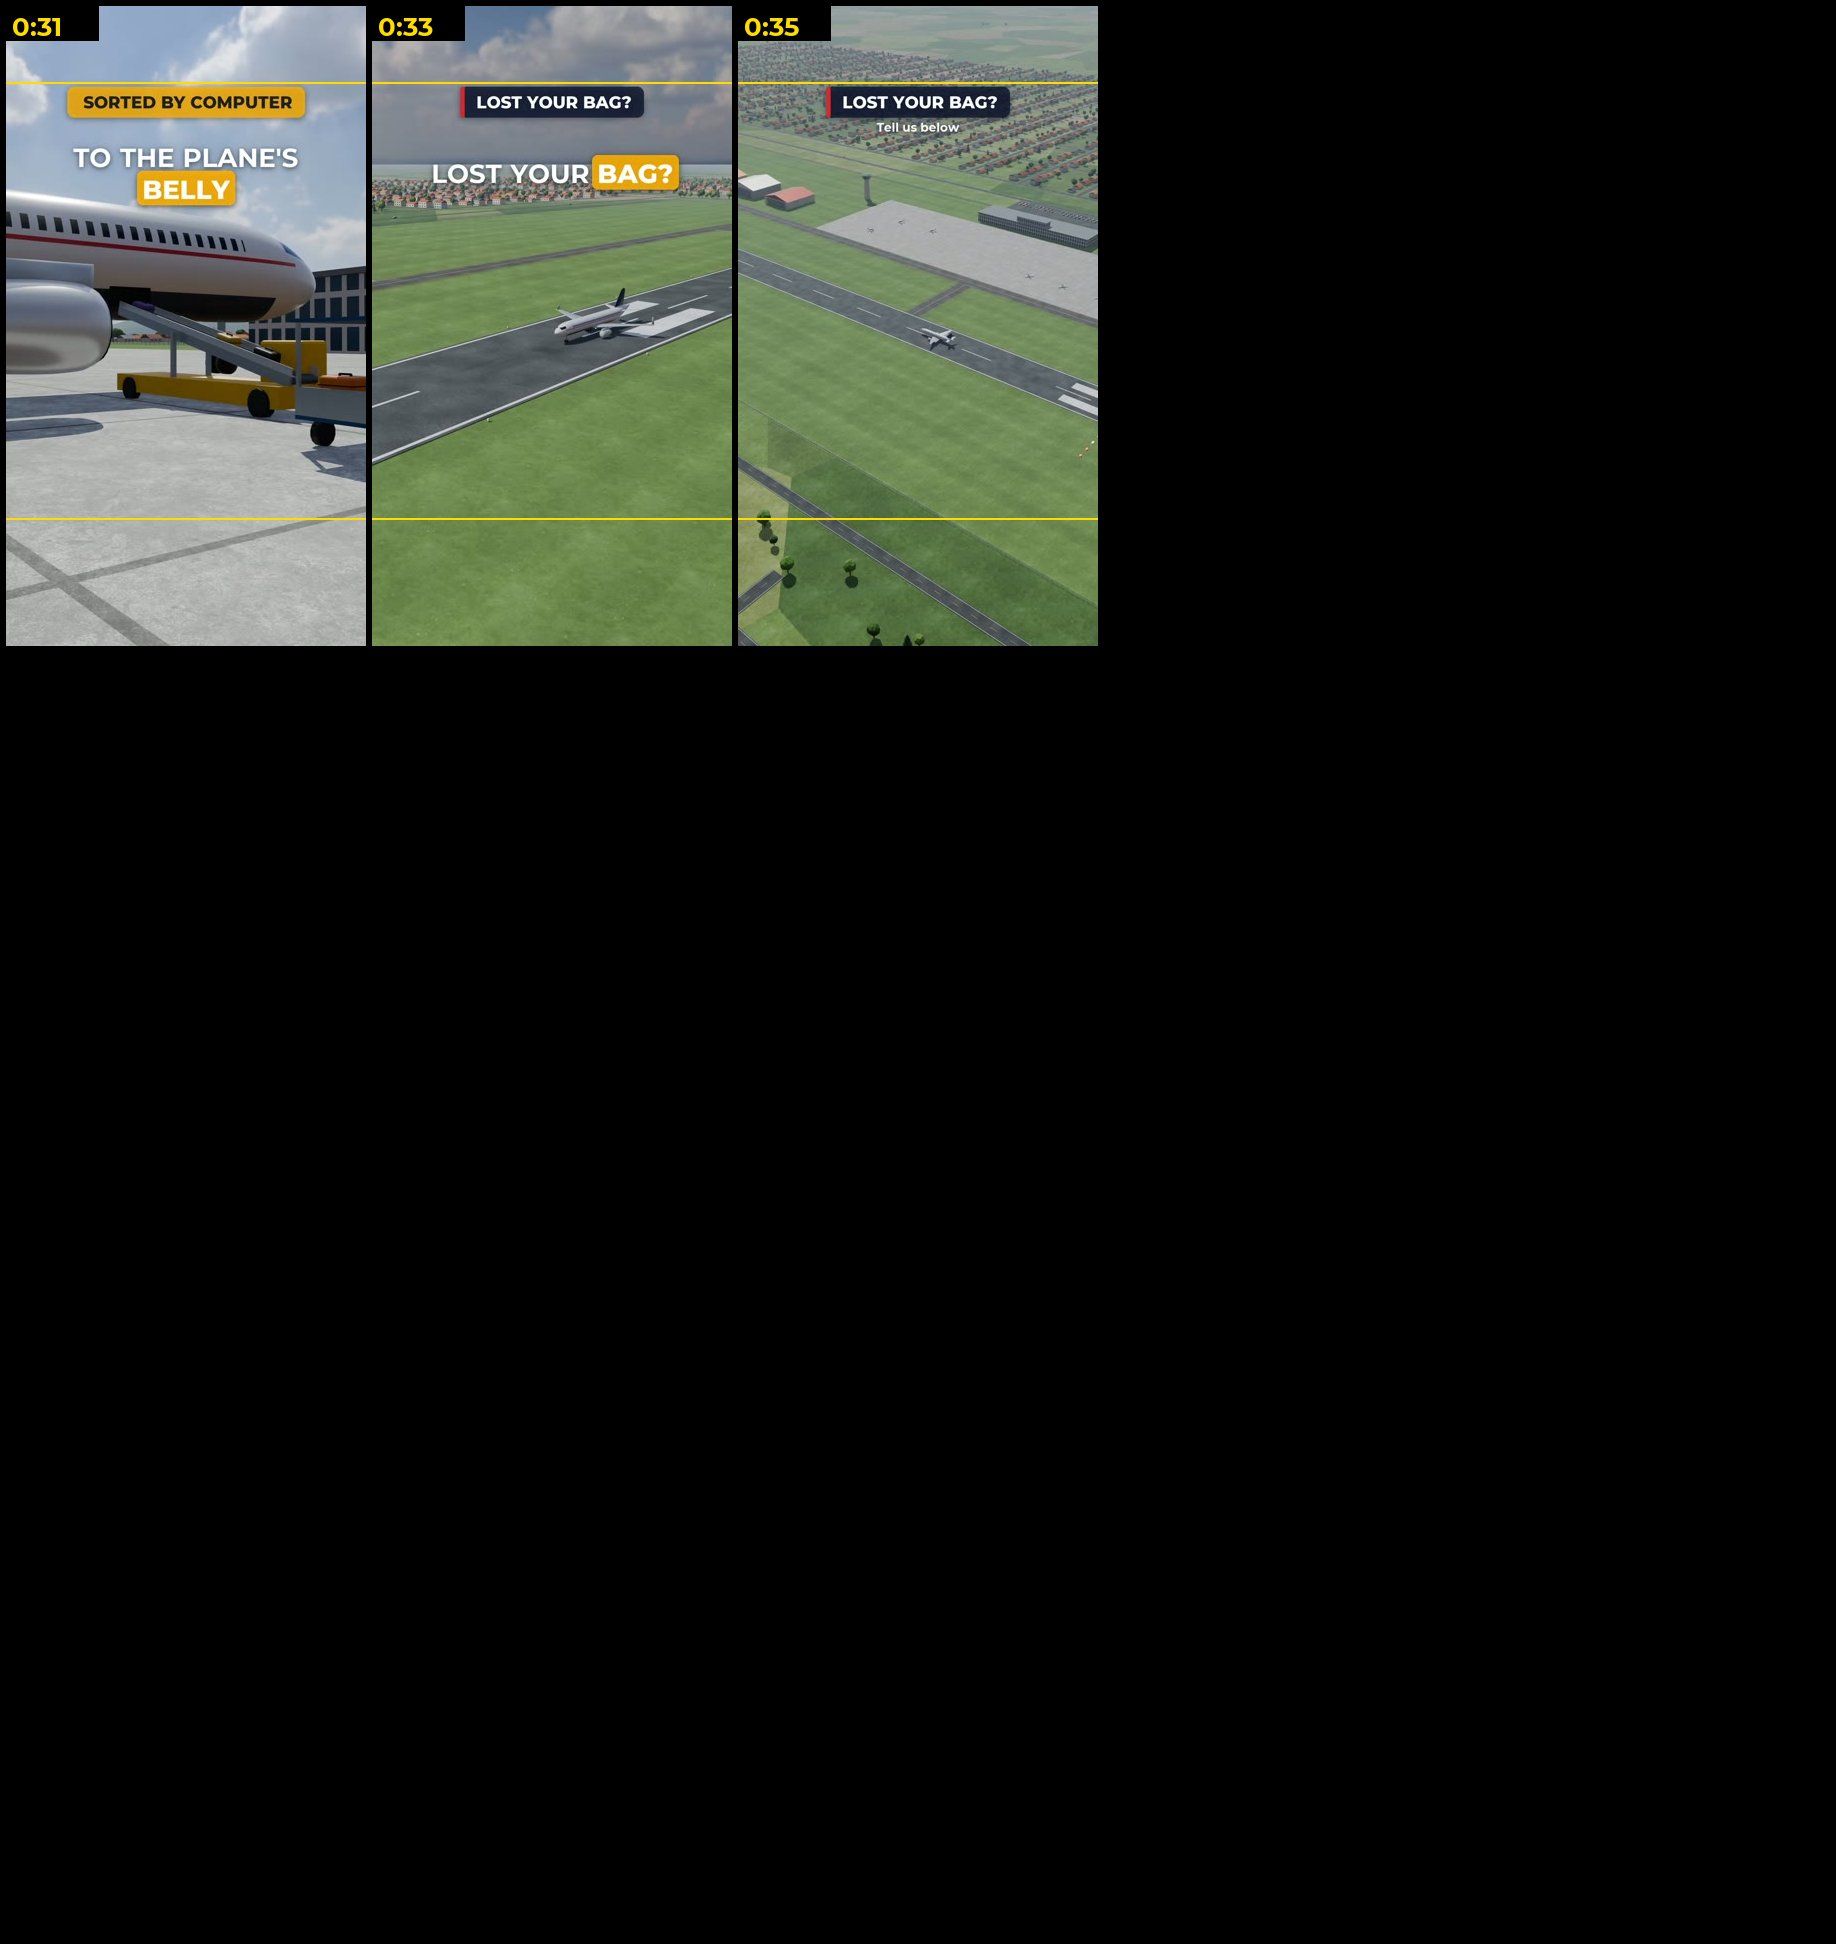 0:31
SORTED BY COMPUTER
TO THE PLANE'S
BELLY
0:33
LOST YOUR BAG?
LOST YOUR BAG?
0:35
LOST YOUR BAG?
Tell us below